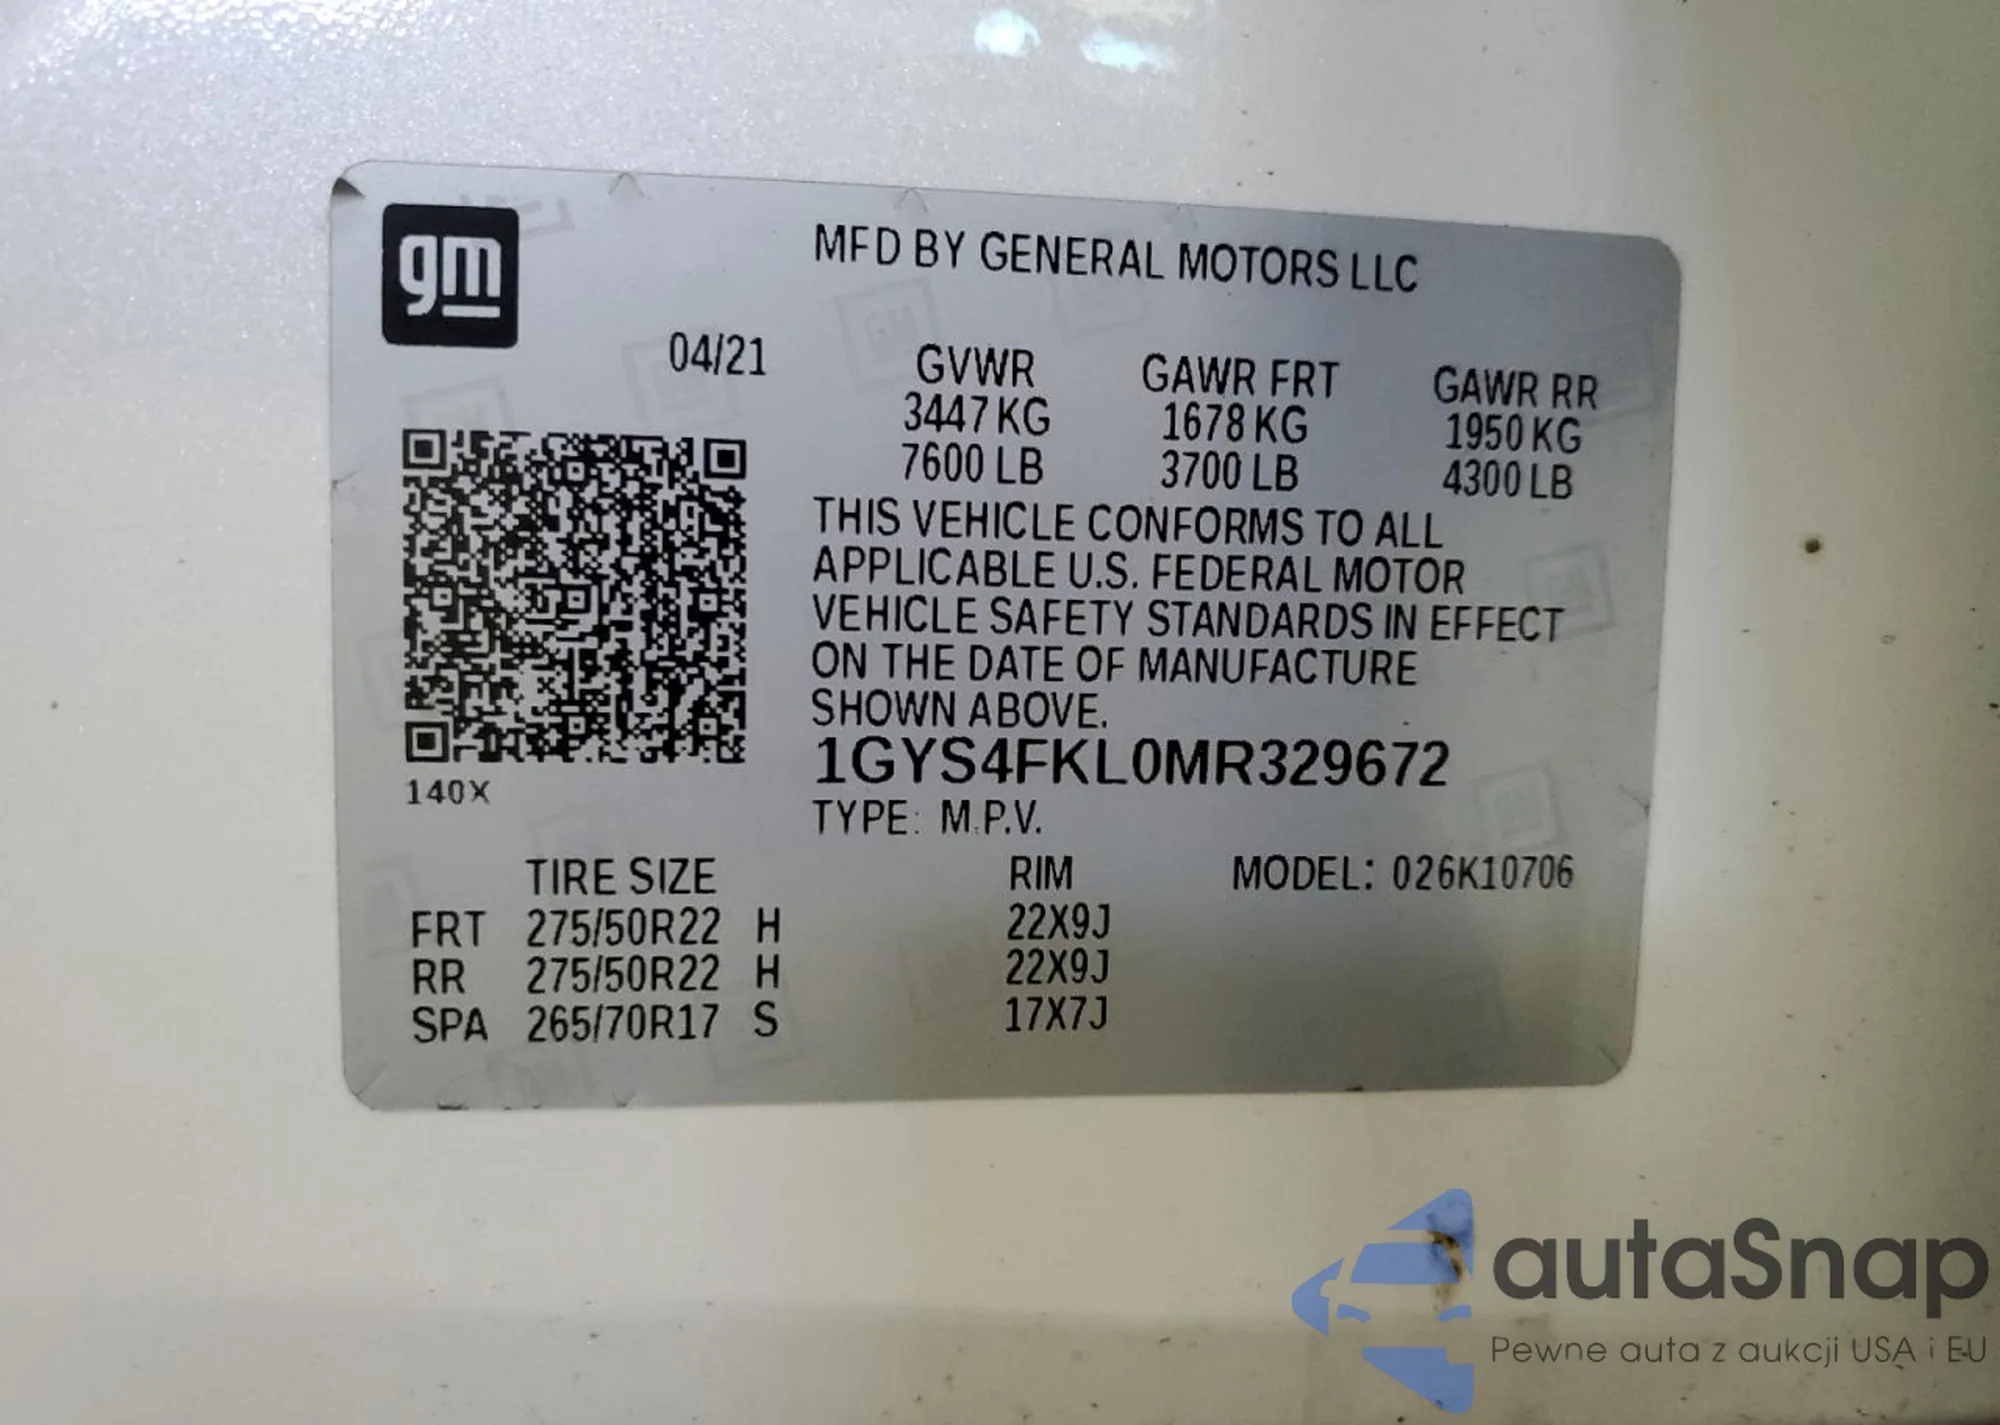 gm
MFD BY GENERAL MOTORS LLC
04/21
GVWR GAWR FRT GAWR RR
3447 KG 1678 KG 1950 KG
7600 LB 3700 LB 4300 LB
THIS VEHICLE CONFORMS TO ALL
APPLICABLE U.S. FEDERAL MOTOR
VEHICLE SAFETY STANDARDS IN EFFECT
ON THE DATE OF MANUFACTURE
SHOWN ABOVE.
1GYS4FKL0MR329672
140X
TYPE: M.P.V.
TIRE SIZE RIM MODEL: 026K10706
FRT 275/50R22 H 22X9J
RR 275/50R22 H 22X9J
SPA 265/70R17 S 17X7J
autaSnap
Pewne auta z aukcji USA i EU